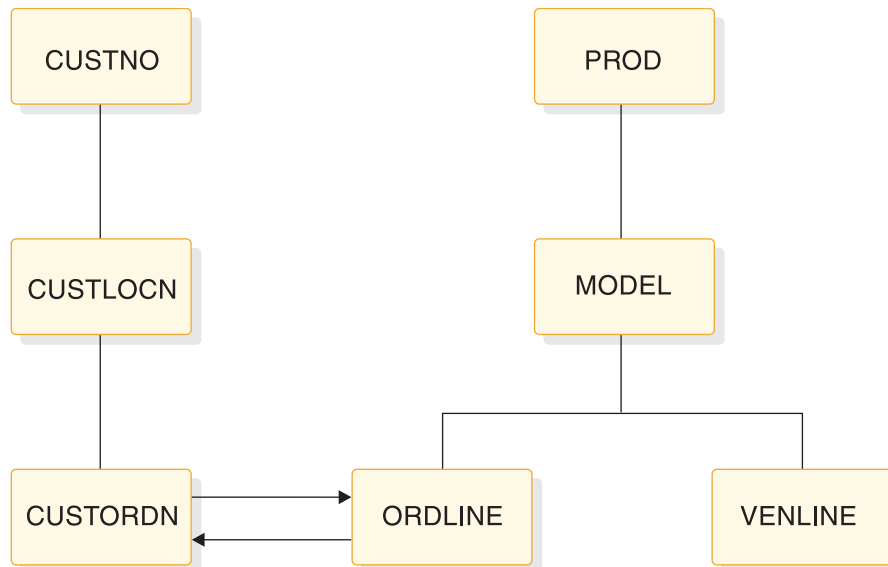 CUSTNO
PROD
CUSTLOCN
MODEL
CUSTORDN
ORDLINE
VENLINE